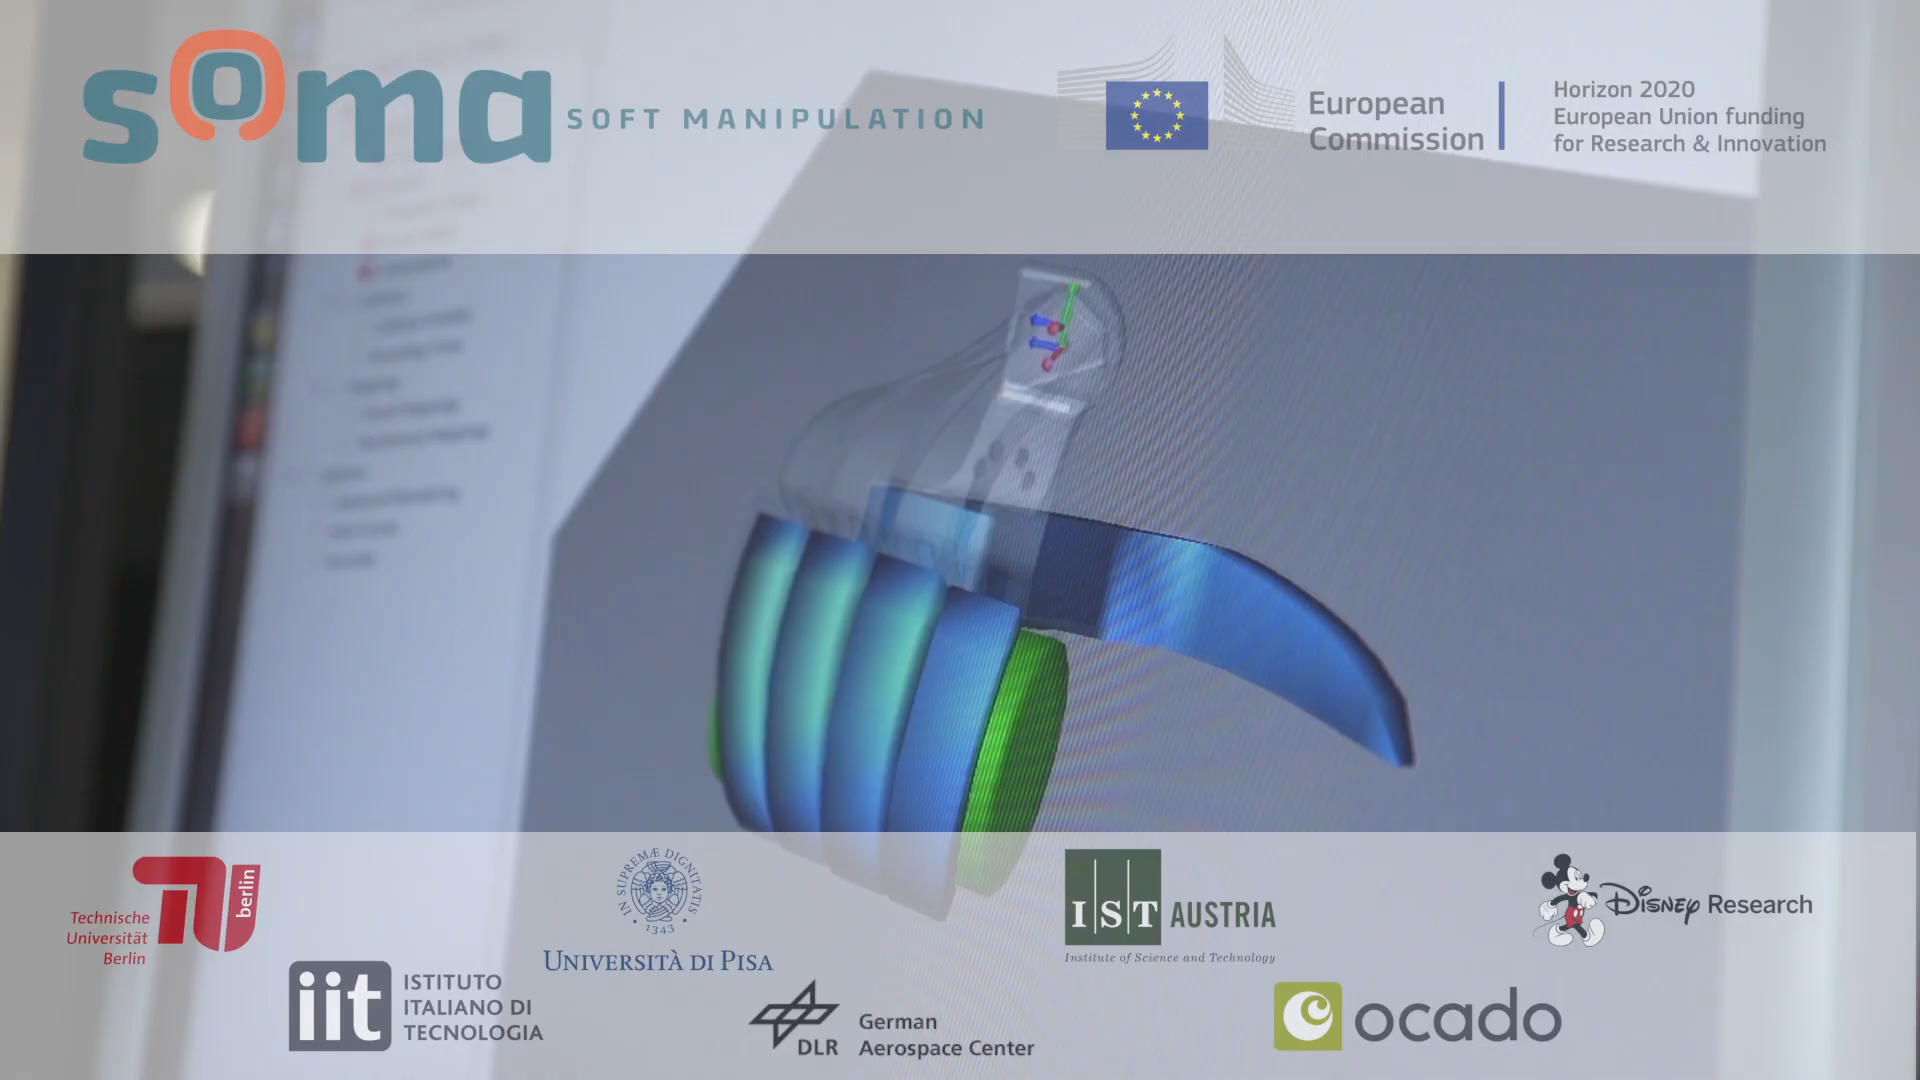 soma SOFT MANIPULATION
European
Commission
Horizon 2020
European Union funding
for Research & Innovation
Technische
Universität
Berlin
berlin
iit
ISTITUTO
ITALIANO DI
TECNOLOGIA
IN SUPREMÆ DIGNITATIS
1343
UNIVERSITÀ DI PISA
DLR
German
Aerospace Center
IST AUSTRIA
Institute of Science and Technology
ocado
Disney Research